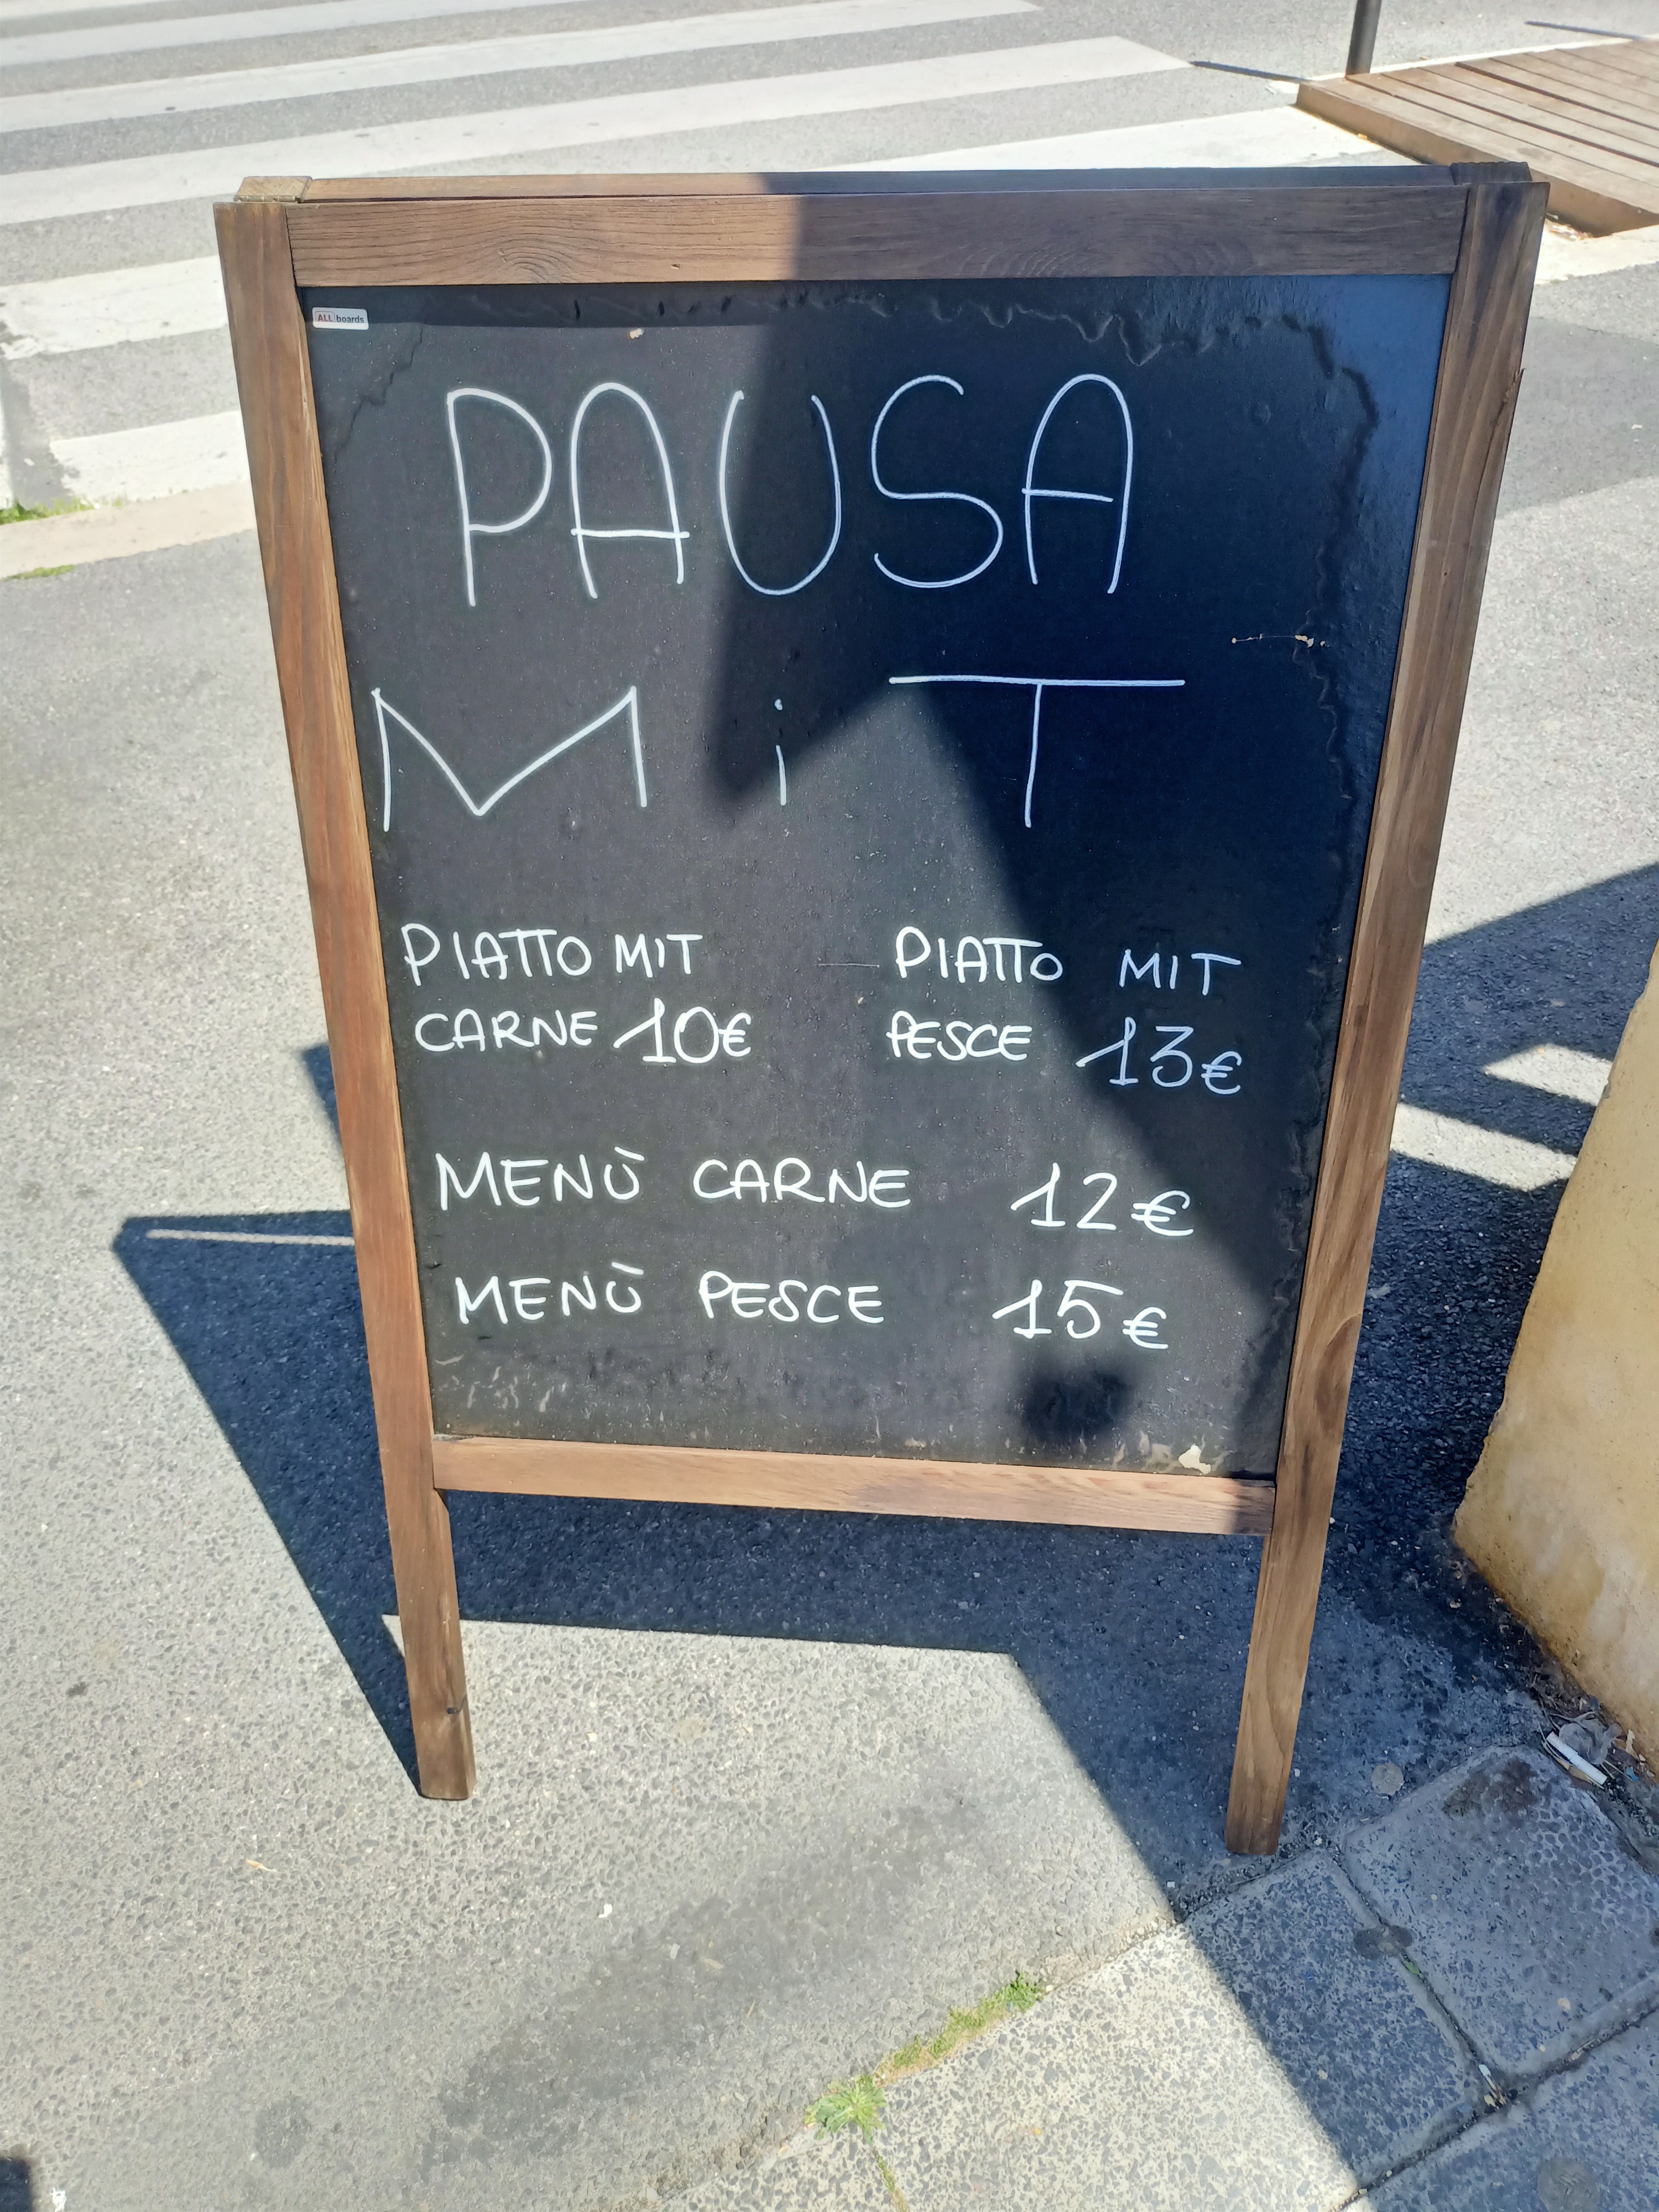 ALL boards
PAUSA
MiT
PIATTO MIT
CARNE 10€
PIATTO MIT
PESCE 13€
MENÙ CARNE 12€
MENÙ PESCE 15€